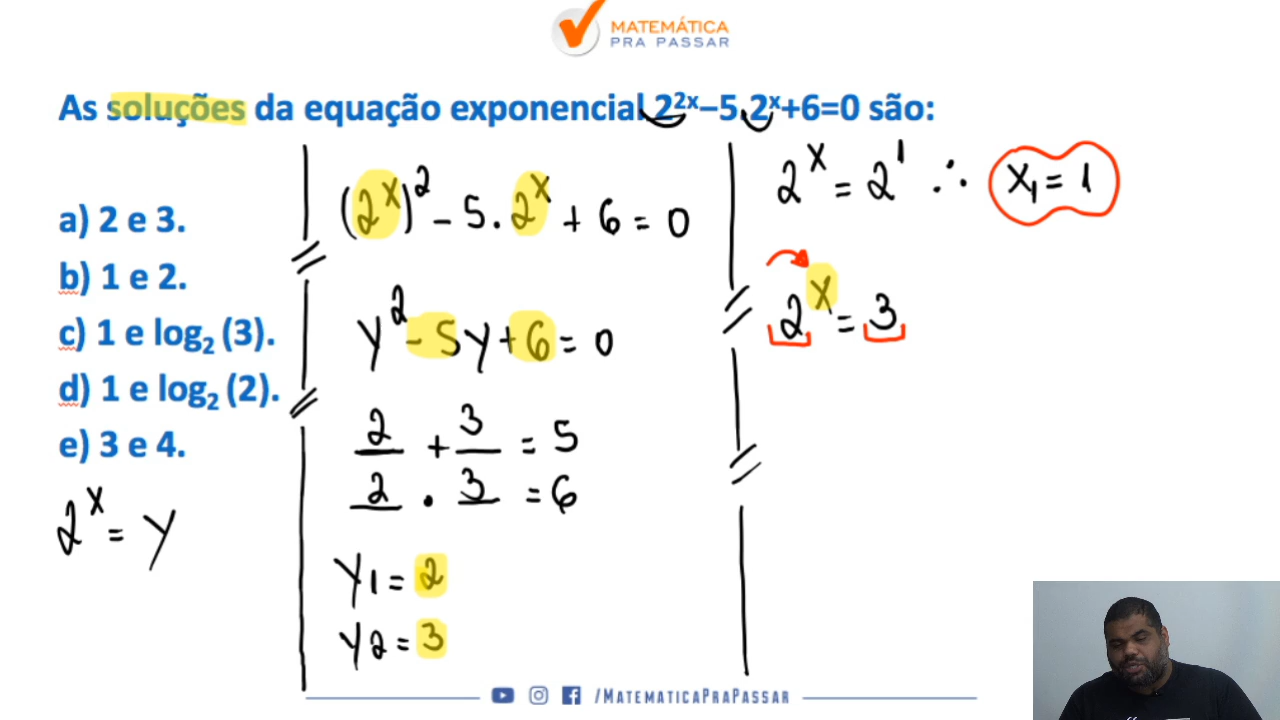 MATEMÁTICA
PRA PASSAR
As soluções da equação exponencial 2²ˣ–5.2ˣ+6=0 são:
a) 2 e 3.
b) 1 e 2.
c) 1 e log₂ (3).
d) 1 e log₂ (2).
e) 3 e 4.
2ˣ = y
(2ˣ)² - 5 . 2ˣ + 6 = 0
y² - 5y + 6 = 0
2 + 3 = 5
2 . 3 = 6
y1 = 2
y2 = 3
2ˣ = 2¹ ∴ x₁ = 1
2ˣ = 3
/MATEMATICAPRAPASSAR